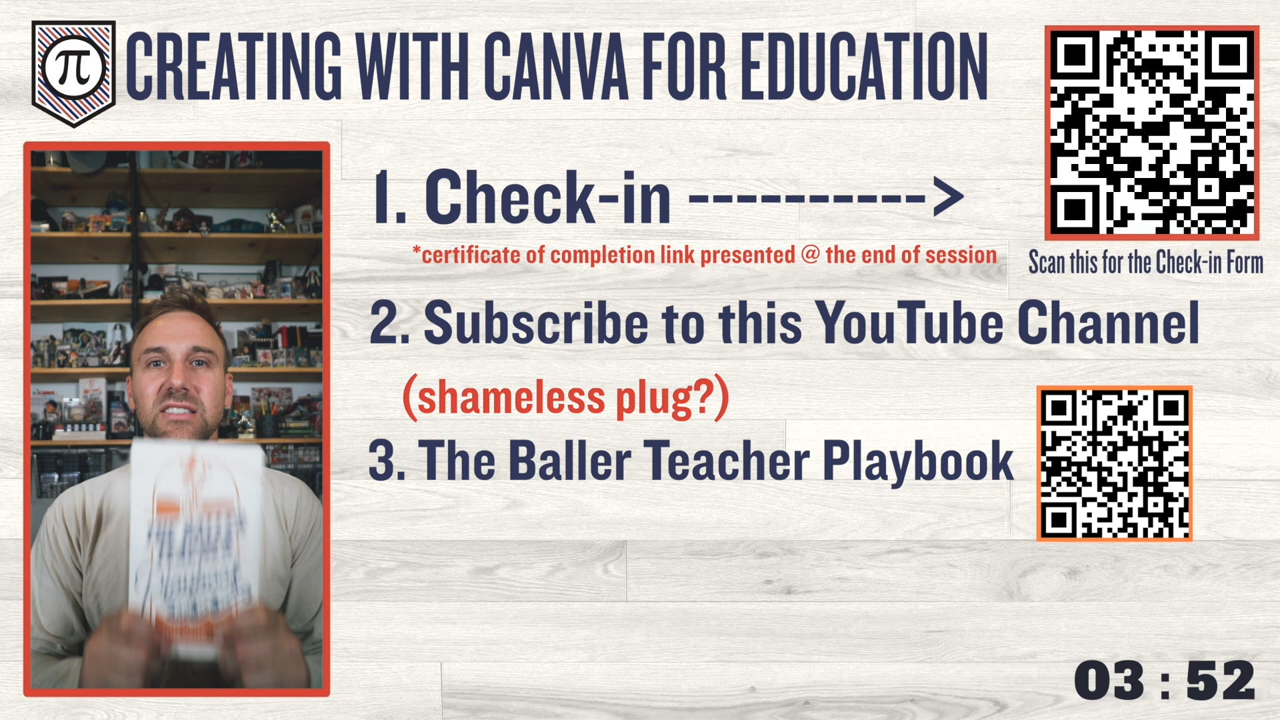 π CREATING WITH CANVA FOR EDUCATION
1. Check-in ---------->
*certificate of completion link presented @ the end of session
Scan this for the Check-in Form
2. Subscribe to this YouTube Channel
(shameless plug?)
3. The Baller Teacher Playbook
03 : 52